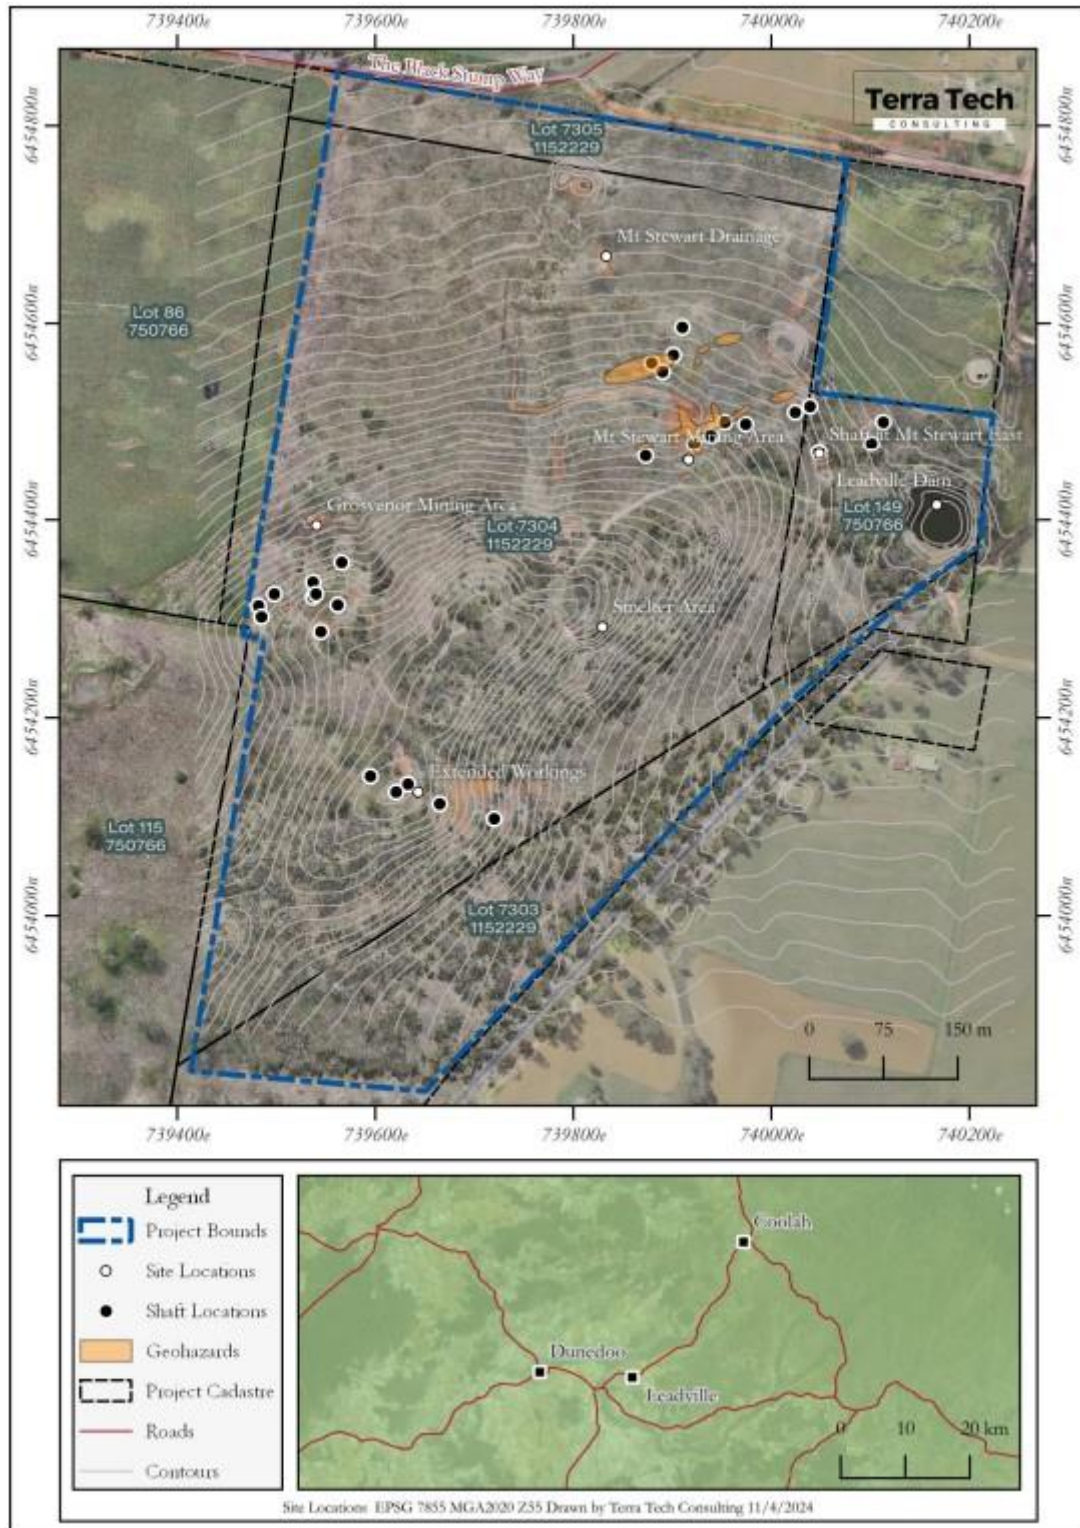 739400e 739600e 739800e 740000e 740200e
The Black Stump Way
Terra Tech
CONSULTING
6454800n
6454800n
Lot 7305
1152229
Mt Stewart Drainage
Lot 86
750766
6454600n
6454600n
Mt Stewart Mining Area
Shaft at Mt Stewart East
Leadville Dam
Grosvenor Mining Area
Lot 7304
1152229
Lot 149
750766
6454400n
6454400n
Smelter Area
6454200n
6454200n
Extended Workings
Lot 115
750766
Lot 7303
1152229
6454000n
6454000n
0 75 150 m
739400e 739600e 739800e 740000e 740200e
Legend
Project Bounds
Site Locations
Shaft Locations
Geohazards
Project Cadastre
Roads
Contours
Coolah
Dunedoo
Leadville
0 10 20 km
Site Locations EPSG 7855 MGA2020 Z55 Drawn by Terra Tech Consulting 11/4/2024